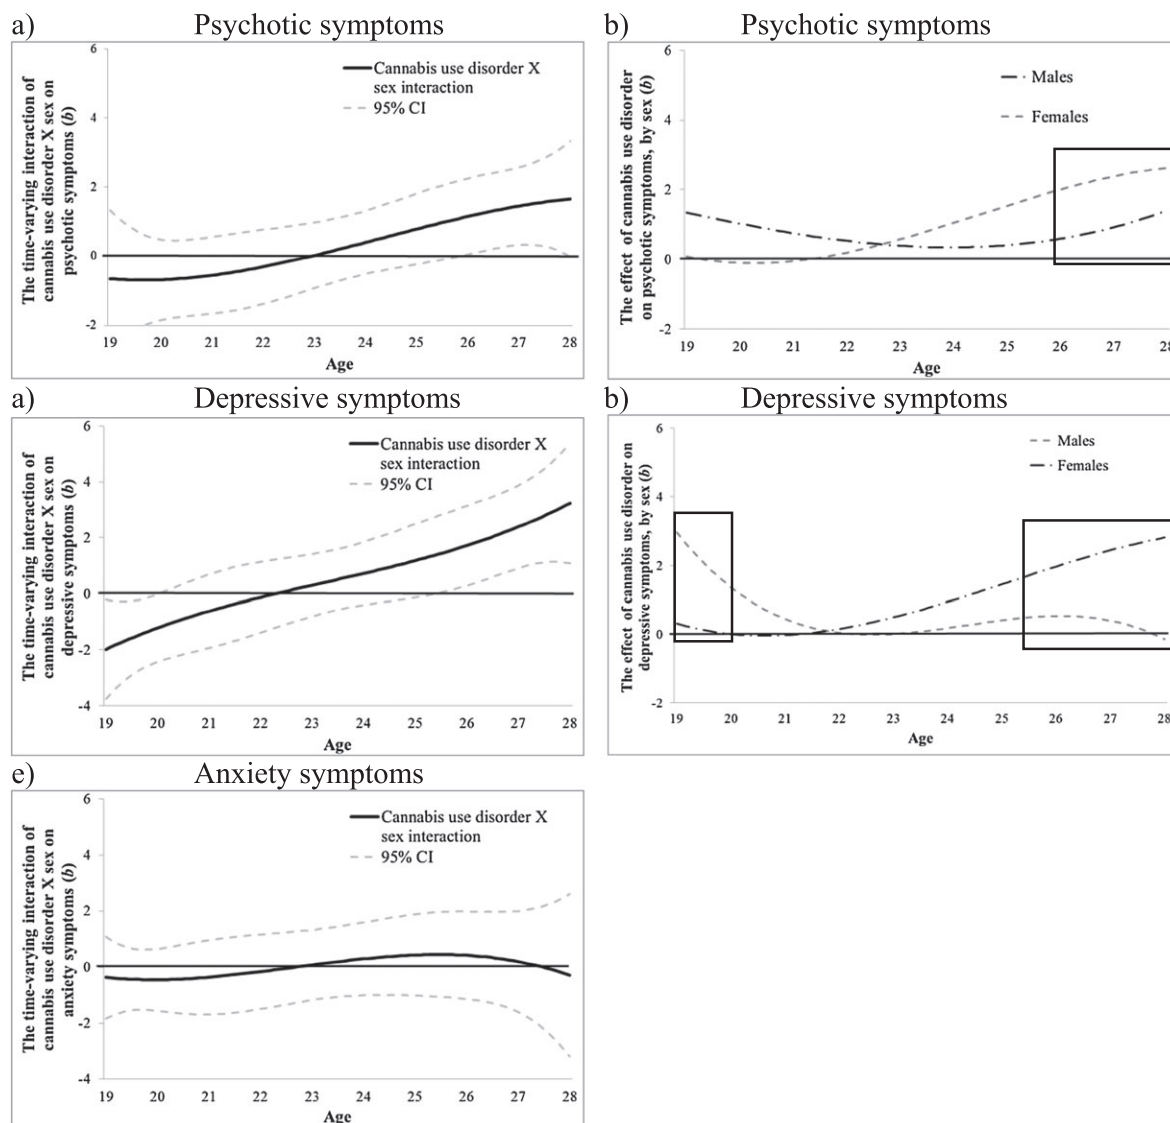 a) Psychotic symptoms
The time-varying interaction of
cannabis use disorder X sex on
psychotic symptoms (b)
Cannabis use disorder X
sex interaction
95% CI
6
4
2
0
-2
19 20 21 22 23 24 25 26 27 28
Age
b) Psychotic symptoms
The effect of cannabis use disorder
on psychotic symptoms, by sex (b)
Males
Females
6
4
2
0
-2
19 20 21 22 23 24 25 26 27 28
Age
a) Depressive symptoms
The time-varying interaction of
cannabis use disorder X sex on
depressive symptoms (b)
Cannabis use disorder X
sex interaction
95% CI
6
4
2
0
-2
-4
19 20 21 22 23 24 25 26 27 28
Age
b) Depressive symptoms
The effect of cannabis use disorder on
depressive symptoms, by sex (b)
Males
Females
6
4
2
0
-2
19 20 21 22 23 24 25 26 27 28
Age
e) Anxiety symptoms
The time-varying interaction of
cannabis use disorder X sex on
anxiety symptoms (b)
Cannabis use disorder X
sex interaction
95% CI
6
4
2
0
-2
-4
19 20 21 22 23 24 25 26 27 28
Age